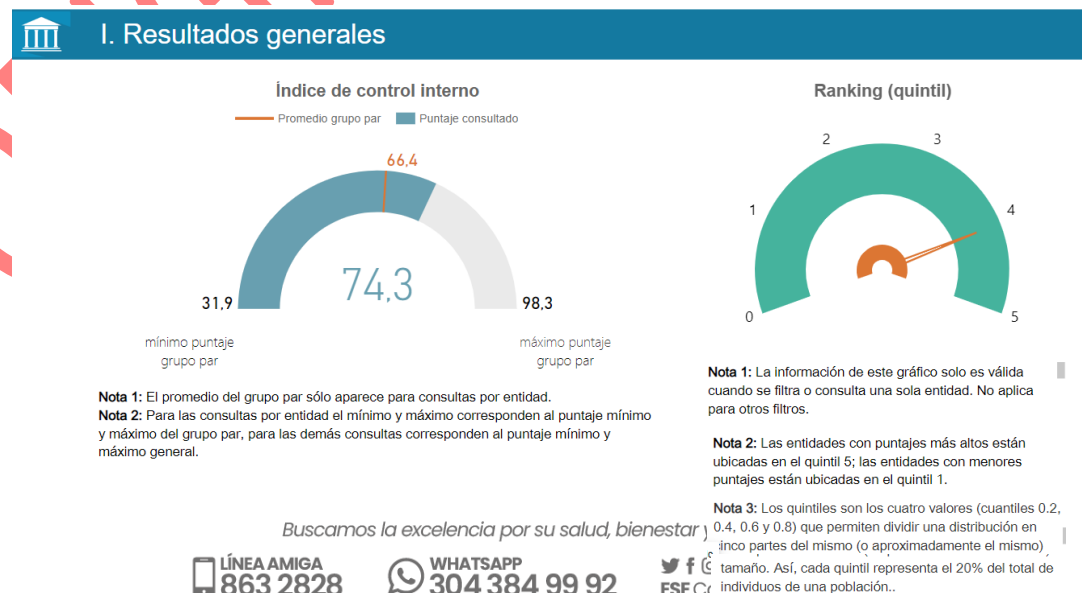 I. Resultados generales
Índice de control interno
Promedio grupo par
Puntaje consultado
66,4
74,3
31,9
98,3
mínimo puntaje
grupo par
máximo puntaje
grupo par
Nota 1: El promedio del grupo par sólo aparece para consultas por entidad.
Nota 2: Para las consultas por entidad el mínimo y máximo corresponden al puntaje mínimo
y máximo del grupo par, para las demás consultas corresponden al puntaje mínimo y
máximo general.
Ranking (quintil)
0
1
2
3
4
5
Nota 1: La información de este gráfico solo es válida
cuando se filtra o consulta una sola entidad. No aplica
para otros filtros.
Nota 2: Las entidades con puntajes más altos están
ubicadas en el quintil 5; las entidades con menores
puntajes están ubicadas en el quintil 1.
Nota 3: Los quintiles son los cuatro valores (cuantiles 0.2,
0.4, 0.6 y 0.8) que permiten dividir una distribución en
cinco partes del mismo (o aproximadamente el mismo)
tamaño. Así, cada quintil representa el 20% del total de
individuos de una población..
Buscamos la excelencia por su salud, bienestar y
LÍNEA AMIGA
863 2828
WHATSAPP
304 384 99 92
ESE